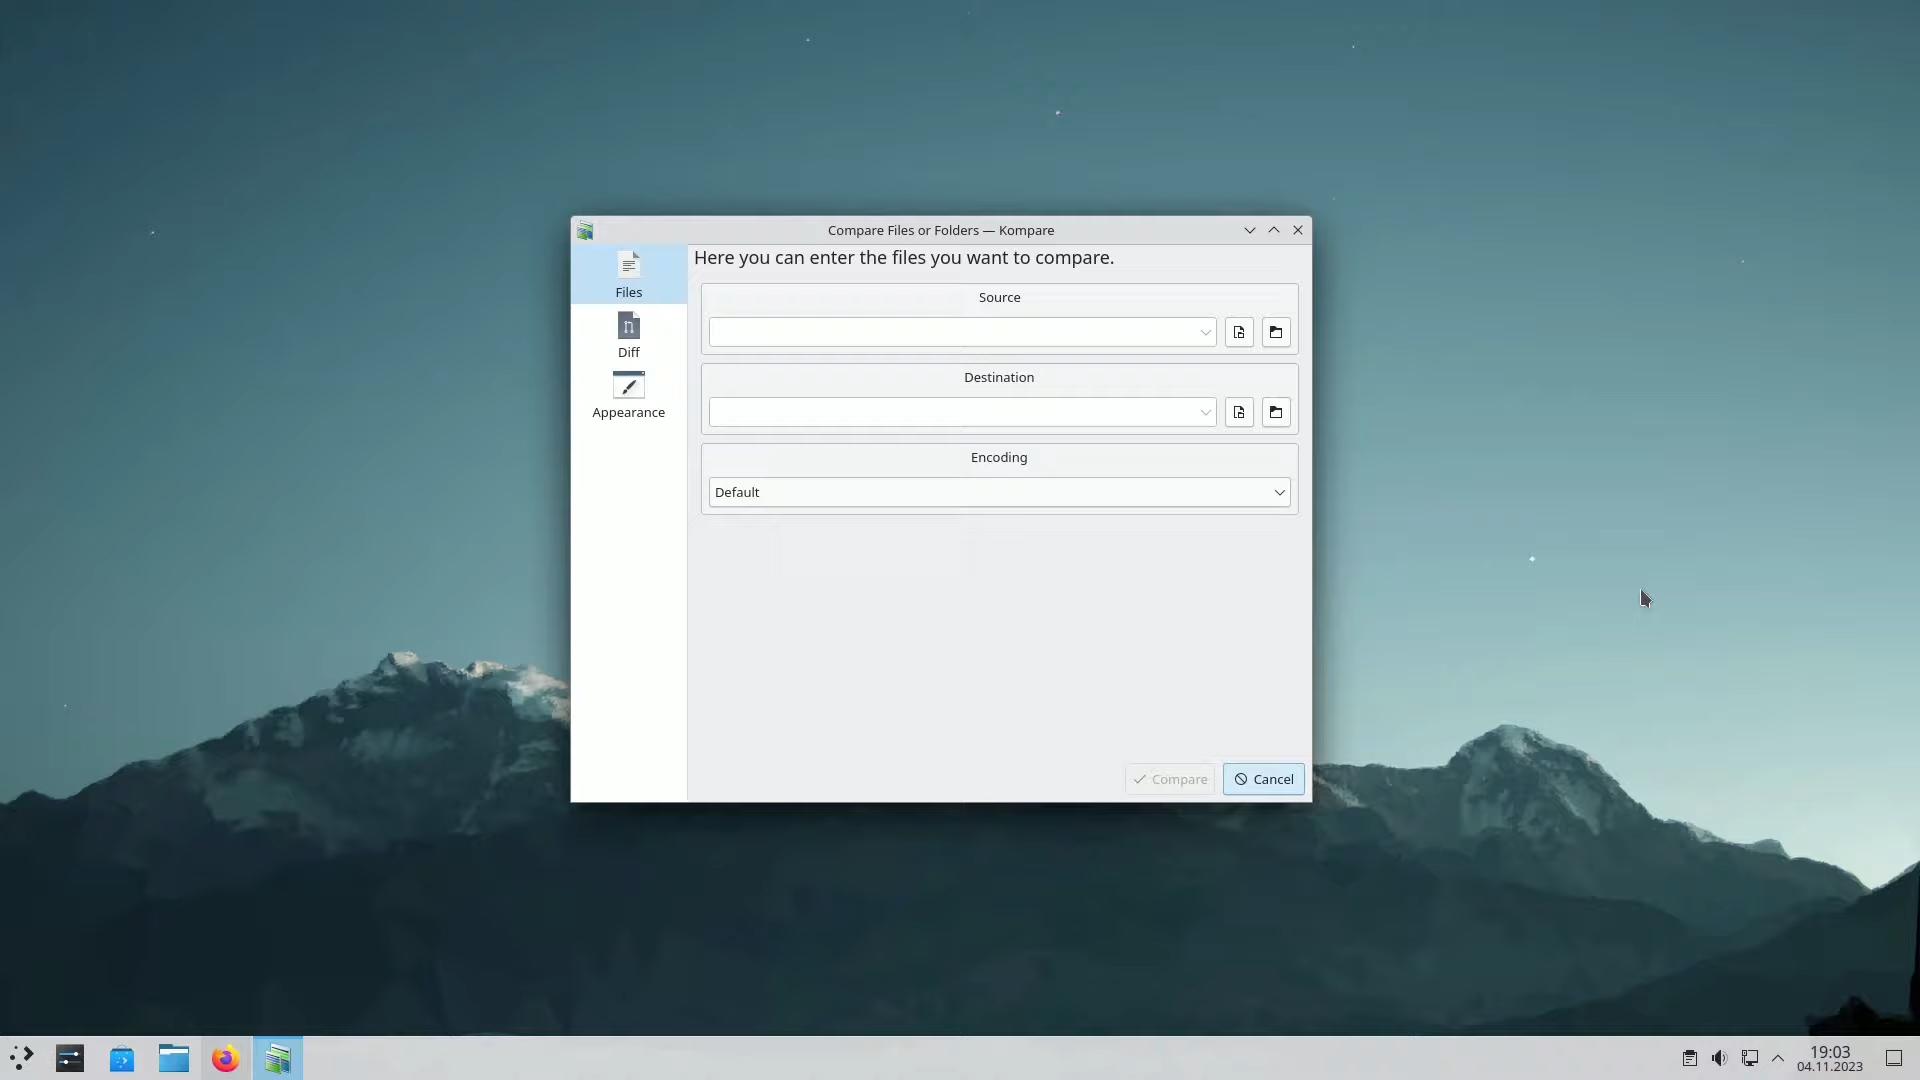 Compare Files or Folders — Kompare
Files
Diff
Appearance
Here you can enter the files you want to compare.
Source
Destination
Encoding
Default
Compare
Cancel
19:03
04.11.2023